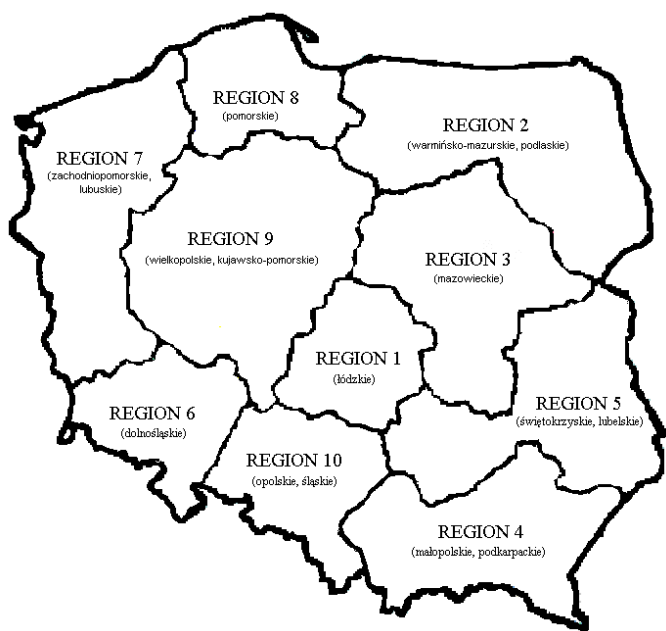 REGION 8
(pomorskie)
REGION 2
(warmińsko-mazurskie, podlaskie)
REGION 7
(zachodniopomorskie,
lubuskie)
REGION 9
(wielkopolskie, kujawsko-pomorskie)
REGION 3
(mazowieckie)
REGION 1
(łódzkie)
REGION 6
(dolnośląskie)
REGION 5
(świętokrzyskie, lubelskie)
REGION 10
(opolskie, śląskie)
REGION 4
(małopolskie, podkarpackie)